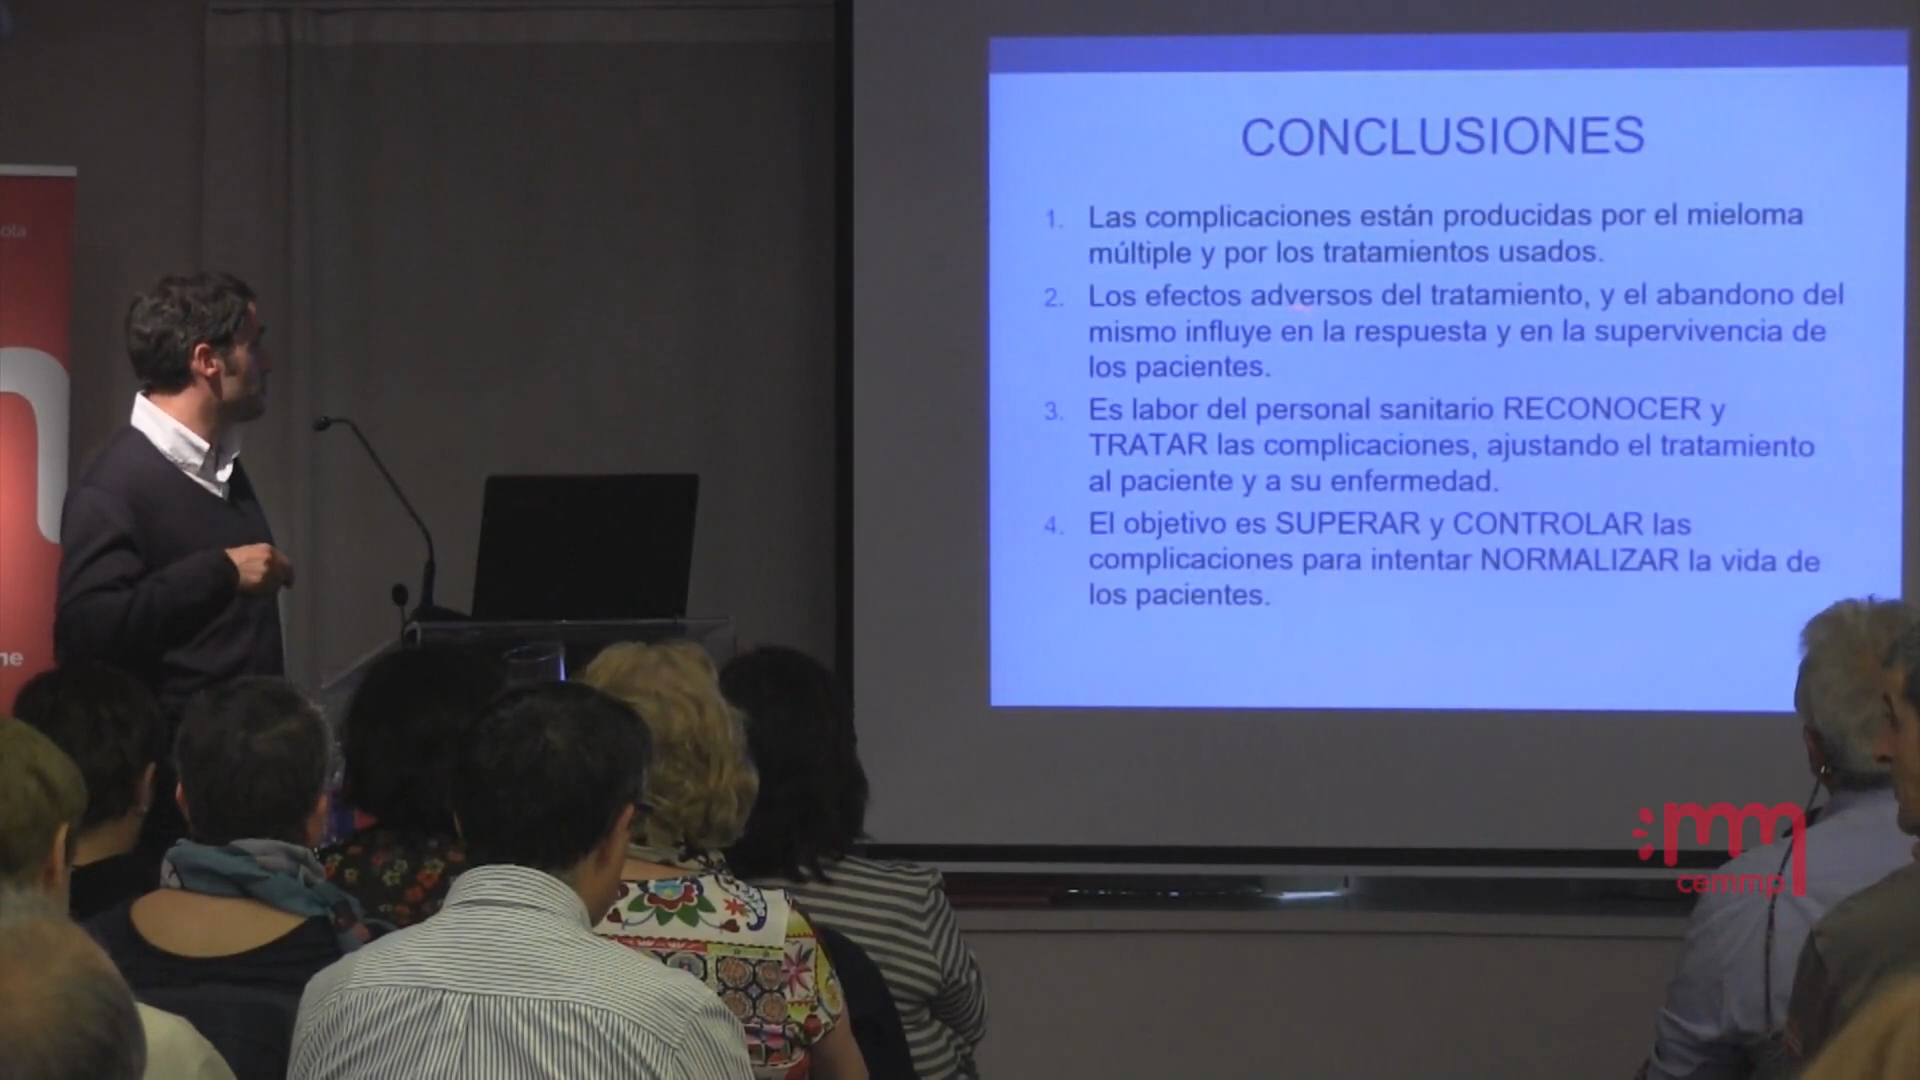 CONCLUSIONES
1. Las complicaciones están producidas por el mieloma
múltiple y por los tratamientos usados.
2. Los efectos adversos del tratamiento, y el abandono del
mismo influye en la respuesta y en la supervivencia de
los pacientes.
3. Es labor del personal sanitario RECONOCER y
TRATAR las complicaciones, ajustando el tratamiento
al paciente y a su enfermedad.
4. El objetivo es SUPERAR y CONTROLAR las
complicaciones para intentar NORMALIZAR la vida de
los pacientes.
cemmp